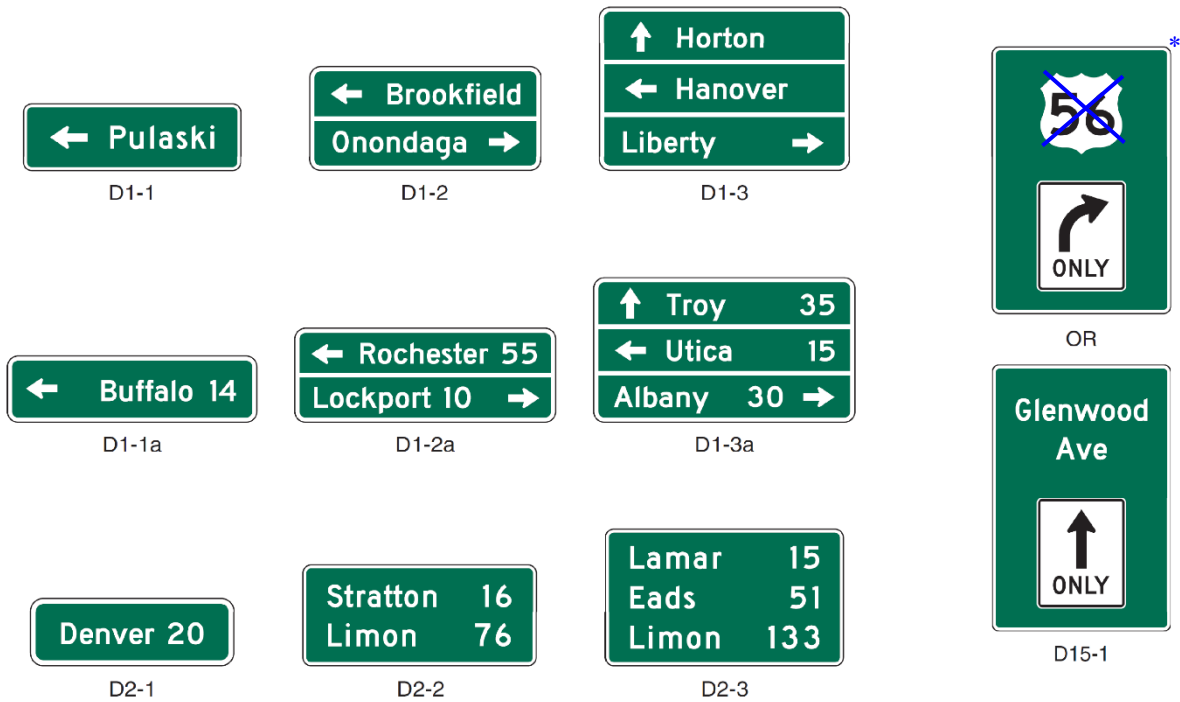 Pulaski
D1-1
Brookfield
Onondaga
D1-2
Horton
Hanover
Liberty
D1-3
56
ONLY
*
OR
Buffalo 14
D1-1a
Rochester 55
Lockport 10
D1-2a
Troy 35
Utica 15
Albany 30
D1-3a
Glenwood
Ave
ONLY
D15-1
Denver 20
D2-1
Stratton 16
Limon 76
D2-2
Lamar 15
Eads 51
Limon 133
D2-3